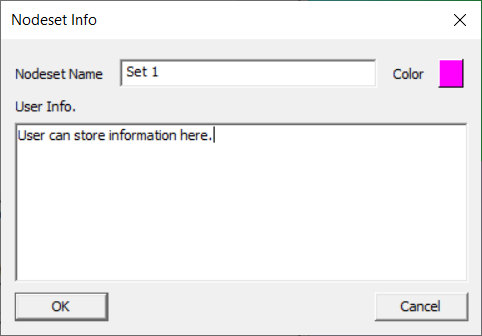 Nodeset Info
Nodeset Name Set 1 Color
User Info.
User can store information here.
OK Cancel